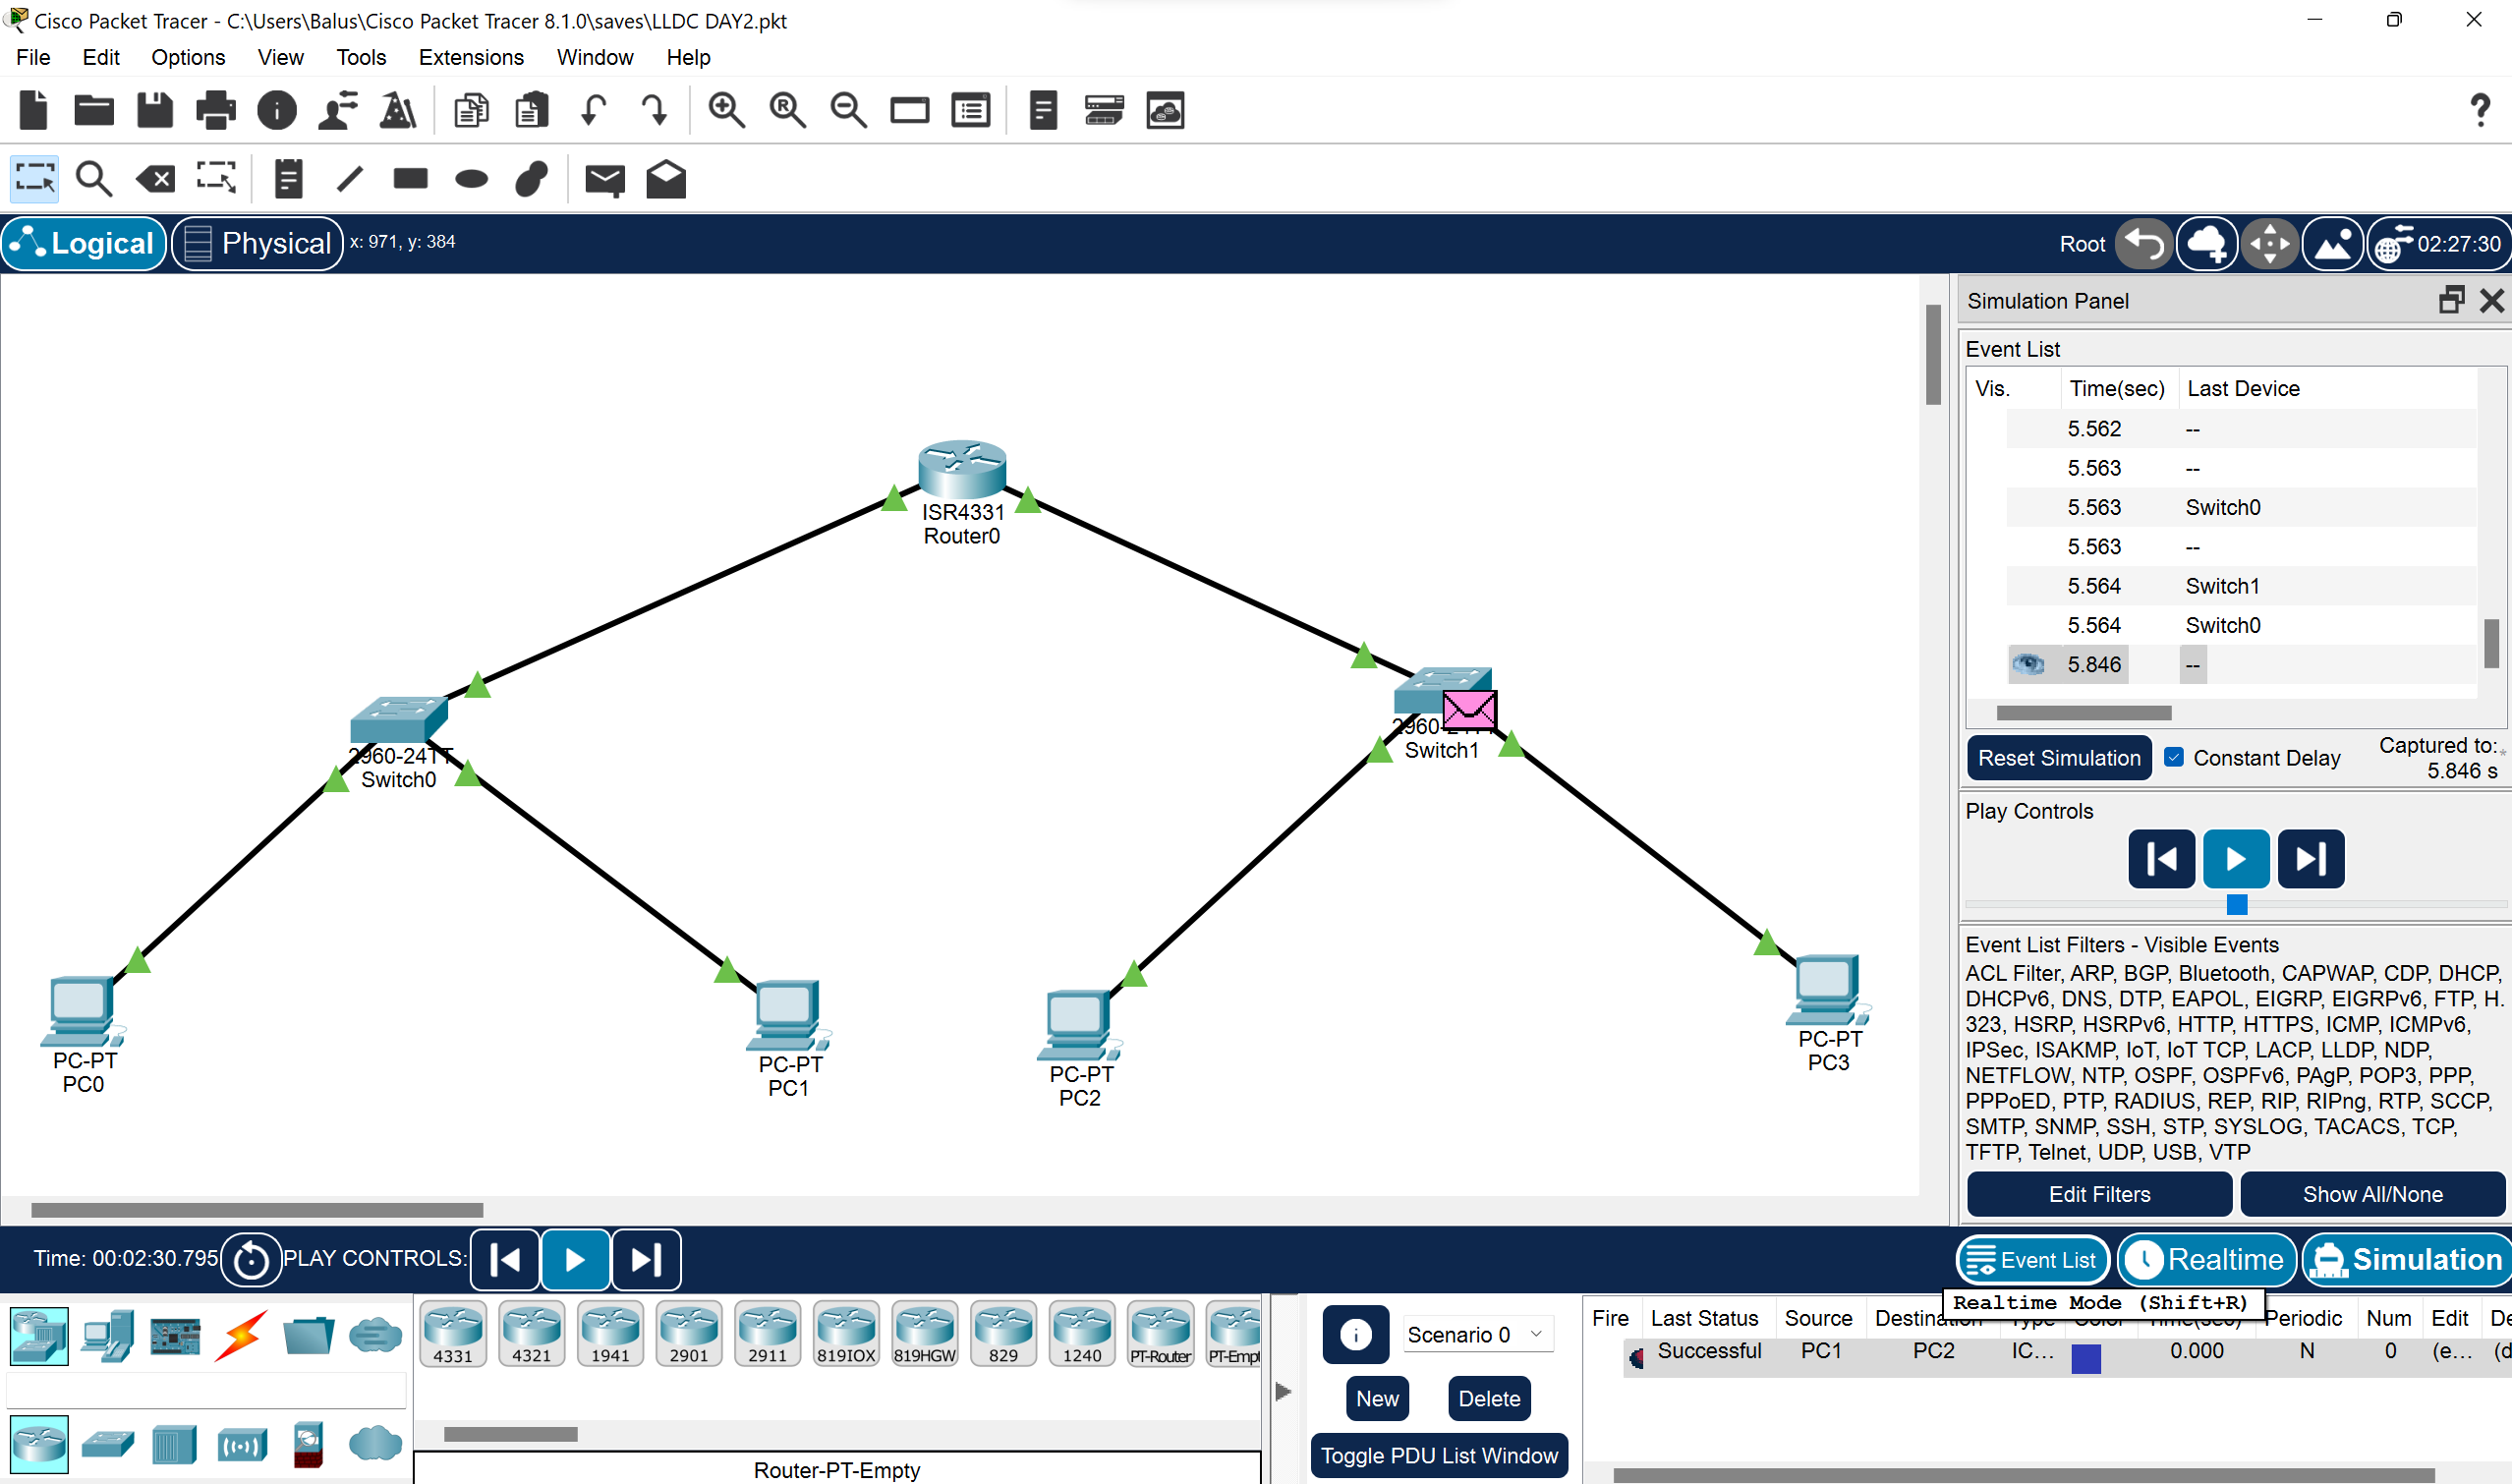 Cisco Packet Tracer - C:\Users\Balus\Cisco Packet Tracer 8.1.0\saves\LLDC DAY2.pkt
File Edit Options View Tools Extensions Window Help
Logical Physical x: 971, y: 384 Root 02:27:30
Simulation Panel
Event List
Vis. Time(sec) Last Device
5.562 --
5.563 --
5.563 Switch0
5.563 --
5.564 Switch1
5.564 Switch0
5.846 --
Reset Simulation Constant Delay Captured to:*
5.846 s
Play Controls
Event List Filters - Visible Events
ACL Filter, ARP, BGP, Bluetooth, CAPWAP, CDP, DHCP,
DHCPv6, DNS, DTP, EAPOL, EIGRP, EIGRPv6, FTP, H.
323, HSRP, HSRPv6, HTTP, HTTPS, ICMP, ICMPv6,
IPSec, ISAKMP, IoT, IoT TCP, LACP, LLDP, NDP,
NETFLOW, NTP, OSPF, OSPFv6, PAgP, POP3, PPP,
PPPoED, PTP, RADIUS, REP, RIP, RIPng, RTP, SCCP,
SMTP, SNMP, SSH, STP, SYSLOG, TACACS, TCP,
TFTP, Telnet, UDP, USB, VTP
Edit Filters Show All/None
ISR4331
Router0
2960-24TT
Switch0
2960-24TT
Switch1
PC-PT
PC0
PC-PT
PC1
PC-PT
PC2
PC-PT
PC3
Time: 00:02:30.795 PLAY CONTROLS:
Event List Realtime Simulation
Realtime Mode (Shift+R)
4331 4321 1941 2901 2911 819IOX 819HGW 829 1240 PT-Router PT-Empt
Router-PT-Empty
Scenario 0
New Delete
Toggle PDU List Window
Fire Last Status Source Destination Type Color Time(sec) Periodic Num Edit De
Successful PC1 PC2 IC... 0.000 N 0 (e... (d